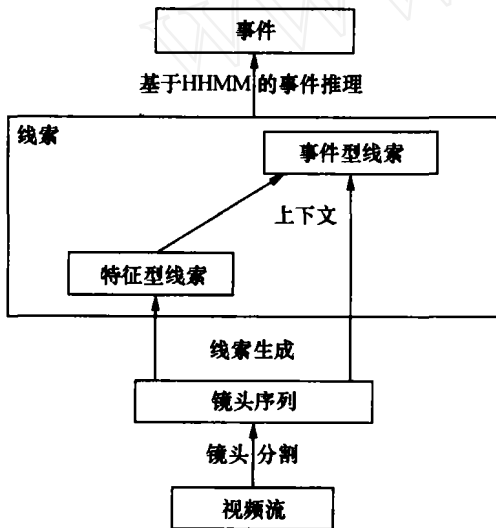 事件
基于HHMM的事件推理
线索
事件型线索
上下文
特征型线索
线索生成
镜头序列
镜头分割
视频流